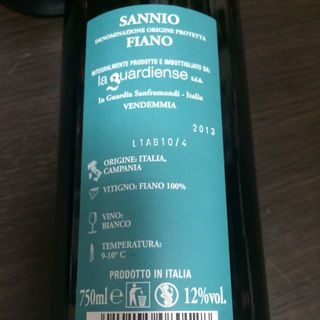 SANNIO
DENOMINAZIONE ORIGINE PROTETTA
FIANO
INTEGRALMENTE PRODOTTO E IMBOTTIGLIATO DA:
la guardiense s.c.a.
In Guardia Sanframondi - Italia
VENDEMMIA
2013
L1AB10/4
ORIGINE: ITALIA,
CAMPANIA
VITIGNO: FIANO 100%
VINO:
BIANCO
TEMPERATURA:
9-10° C
PRODOTTO IN ITALIA
750ml e 12%vol.